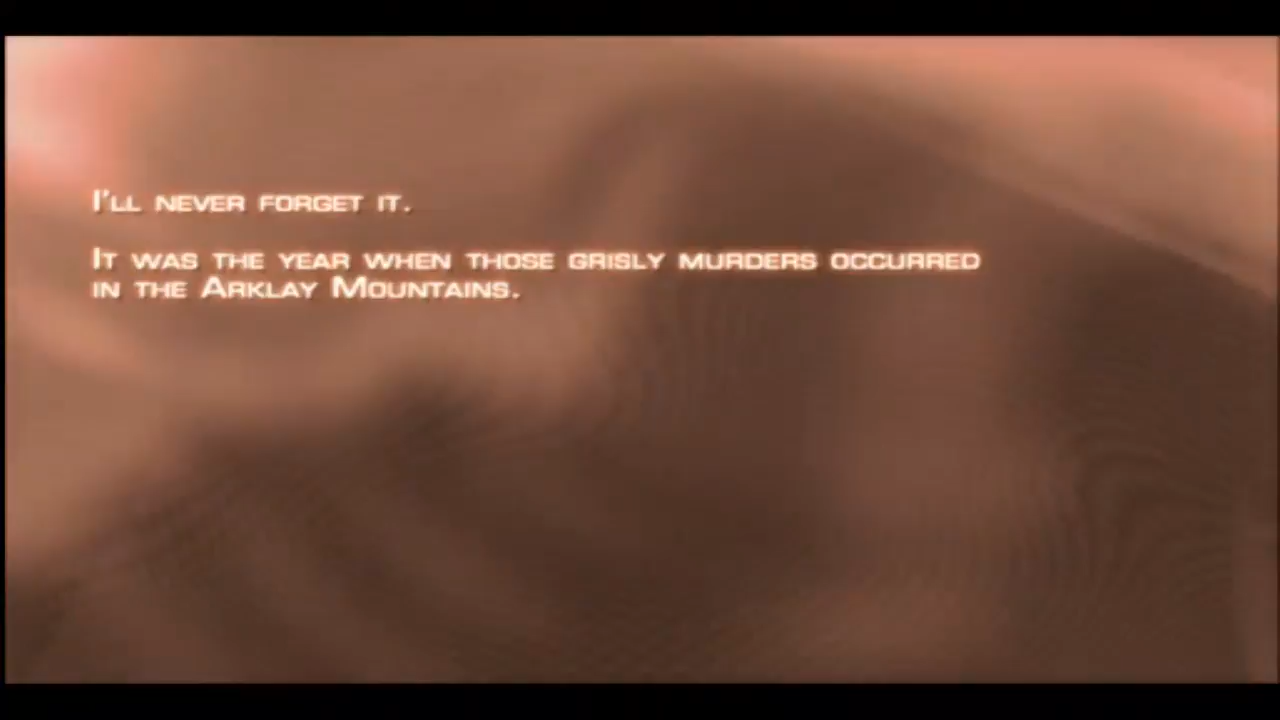 I'll never forget it.
It was the year when those grisly murders occurred
in the Arklay Mountains.